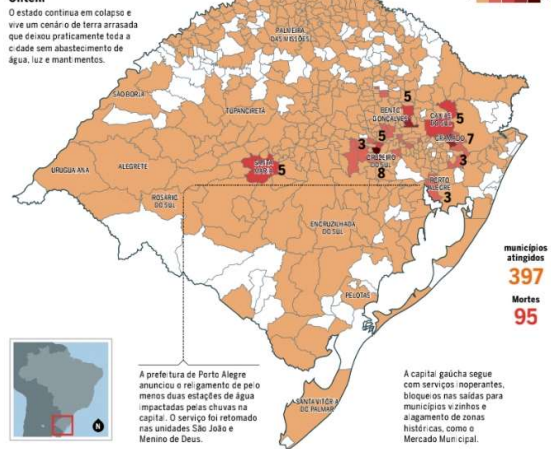 O estado continua em colapso e
vive um cenário de terra arrasada
que deixou praticamente toda a
cidade sem abastecimento de
água, luz e mantimentos.
PALMEIRA
DAS MISSÕES
SÃO BORJA
TUPANCIRETÃ
BENTO
GONÇALVES
5
CAXIAS
DO SUL
5
GRAMADO
7
5
3
CRUZEIRO
DO SUL
8
3
URUGUAIANA
ALEGRETE
SANTA
MARIA
5
PORTO
ALEGRE
3
ROSÁRIO
DO SUL
ENCRUZILHADA
DO SUL
municípios
atingidos
397
Mortes
95
PELOTAS
SANTA VITÓRIA
DO PALMAR
N
A prefeitura de Porto Alegre
anunciou o religamento de pelo
menos duas estações de água
impactadas pelas chuvas na
capital. O serviço foi retomado
nas unidades São João e
Menino de Deus.
A capital gaúcha segue
com serviços inoperantes,
bloqueios nas saídas para
municípios vizinhos e
alagamento de zonas
históricas, como o
Mercado Municipal.